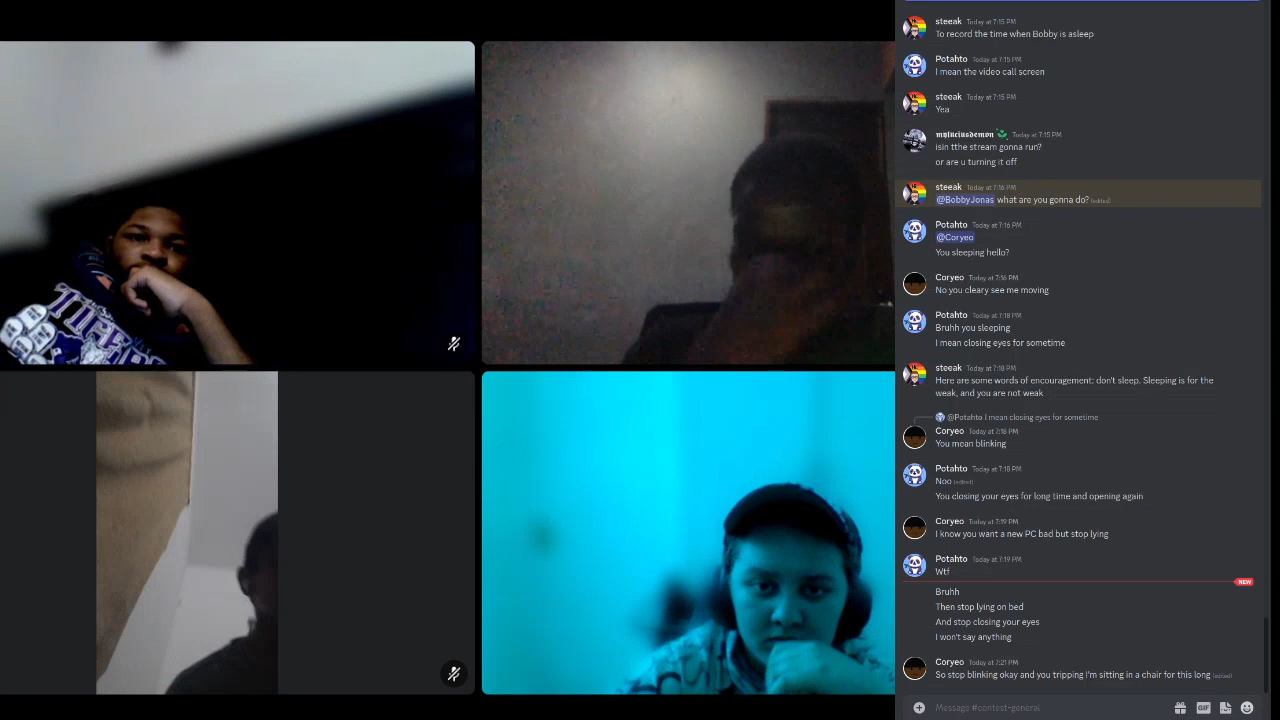 steeak Today at 7:15 PM
To record the time when Bobby is asleep
Potahto Today at 7:15 PM
I mean the video call screen
steeak Today at 7:15 PM
Yea
Today at 7:15 PM
isin tthe stream gonna run?
or are u turning it off
steeak Today at 7:16 PM
@BobbyJonas what are you gonna do? (edited)
Potahto Today at 7:16 PM
@Coryeo
You sleeping hello?
Coryeo Today at 7:16 PM
No you cleary see me moving
Potahto Today at 7:18 PM
Bruhh you sleeping
I mean closing eyes for sometime
steeak Today at 7:18 PM
Here are some words of encouragement: don't sleep. Sleeping is for the
weak, and you are not weak
@Potahto I mean closing eyes for sometime
Coryeo Today at 7:18 PM
You mean blinking
Potahto Today at 7:18 PM
Noo (edited)
You closing your eyes for long time and opening again
Coryeo Today at 7:19 PM
I know you want a new PC bad but stop lying
Potahto Today at 7:19 PM
Wtf
NEW
Bruhh
Then stop lying on bed
And stop closing your eyes
I won't say anything
Coryeo Today at 7:21 PM
So stop blinking okay and you tripping I'm sitting in a chair for this long (edited)
Message #contest-general
GIF
TIGERS